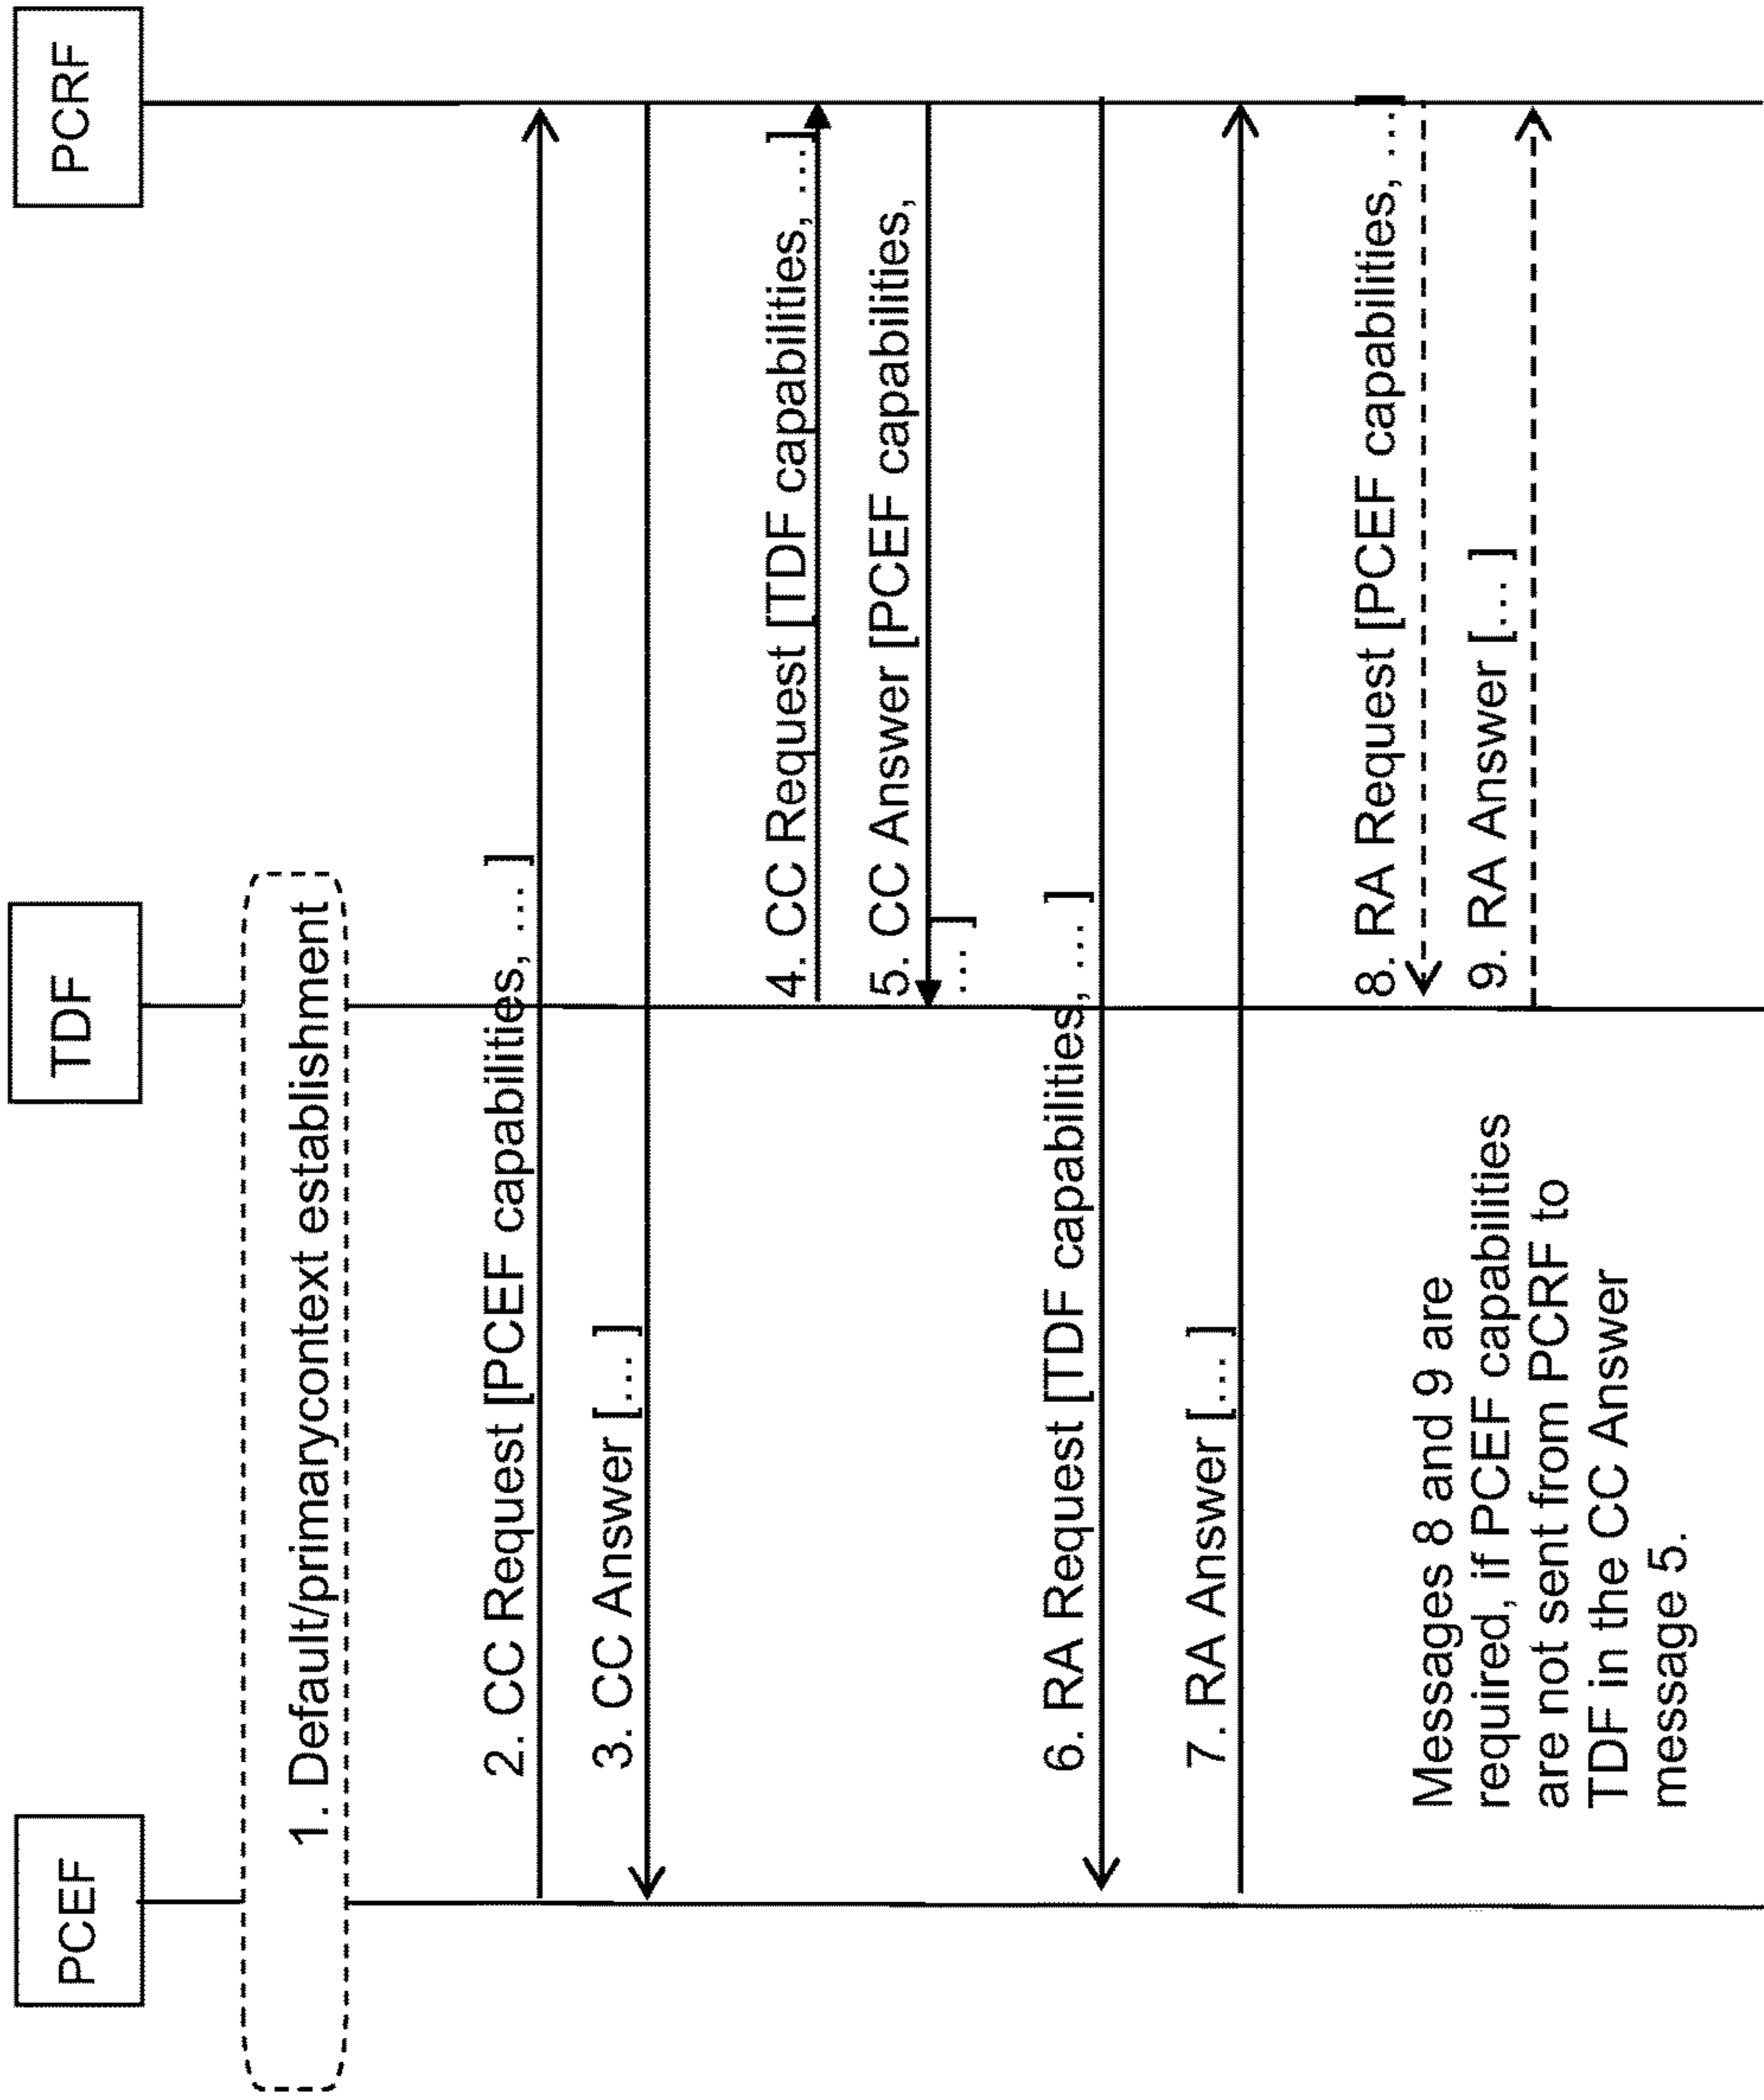 PCEF
TDF
PCRF
1. Default/primarycontext establishment
2. CC Request [PCEF capabilities, ... ]
3. CC Answer [... ]
4. CC Request [TDF capabilities, ... ]
5. CC Answer [PCEF capabilities,
... ]
6. RA Request [TDF capabilities, ... ]
7. RA Answer [... ]
8. RA Request [PCEF capabilities, ... ]
9. RA Answer [... ]
Messages 8 and 9 are
required, if PCEF capabilities
are not sent from PCRF to
TDF in the CC Answer
message 5.